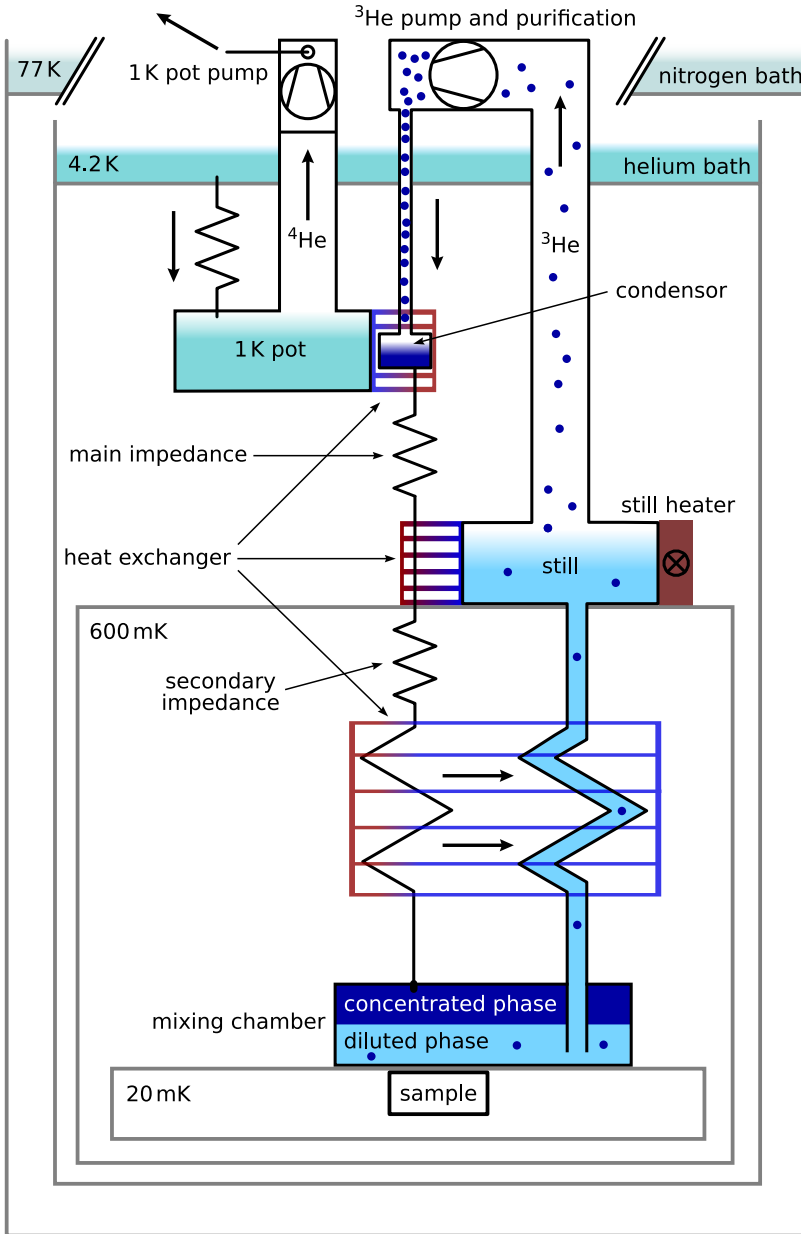 ³He pump and purification
77 K
1 K pot pump
nitrogen bath
4.2 K
helium bath
⁴He
³He
condensor
1 K pot
main impedance
still heater
heat exchanger
still
600 mK
secondary
impedance
concentrated phase
mixing chamber
diluted phase
20 mK
sample